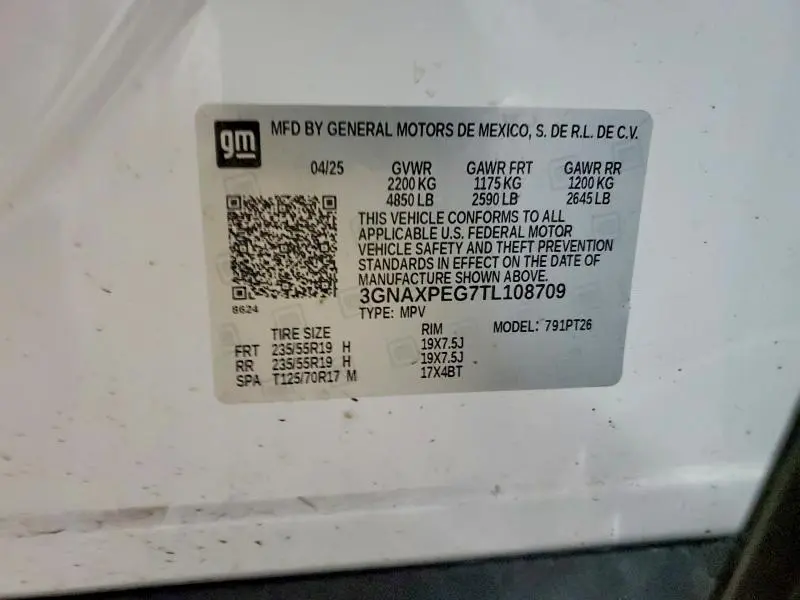 gm MFD BY GENERAL MOTORS DE MEXICO, S. DE R.L. DE C.V.
04/25 GVWR GAWR FRT GAWR RR
2200 KG 1175 KG 1200 KG
4850 LB 2590 LB 2645 LB
THIS VEHICLE CONFORMS TO ALL
APPLICABLE U.S. FEDERAL MOTOR
VEHICLE SAFETY AND THEFT PREVENTION
STANDARDS IN EFFECT ON THE DATE OF
MANUFACTURE SHOWN ABOVE.
3GNAXPEG7TL108709
8624
TYPE: MPV MODEL: 791PT26
TIRE SIZE RIM
FRT 235/55R19 H 19X7.5J
RR 235/55R19 H 19X7.5J
SPA T125/70R17 M 17X4BT